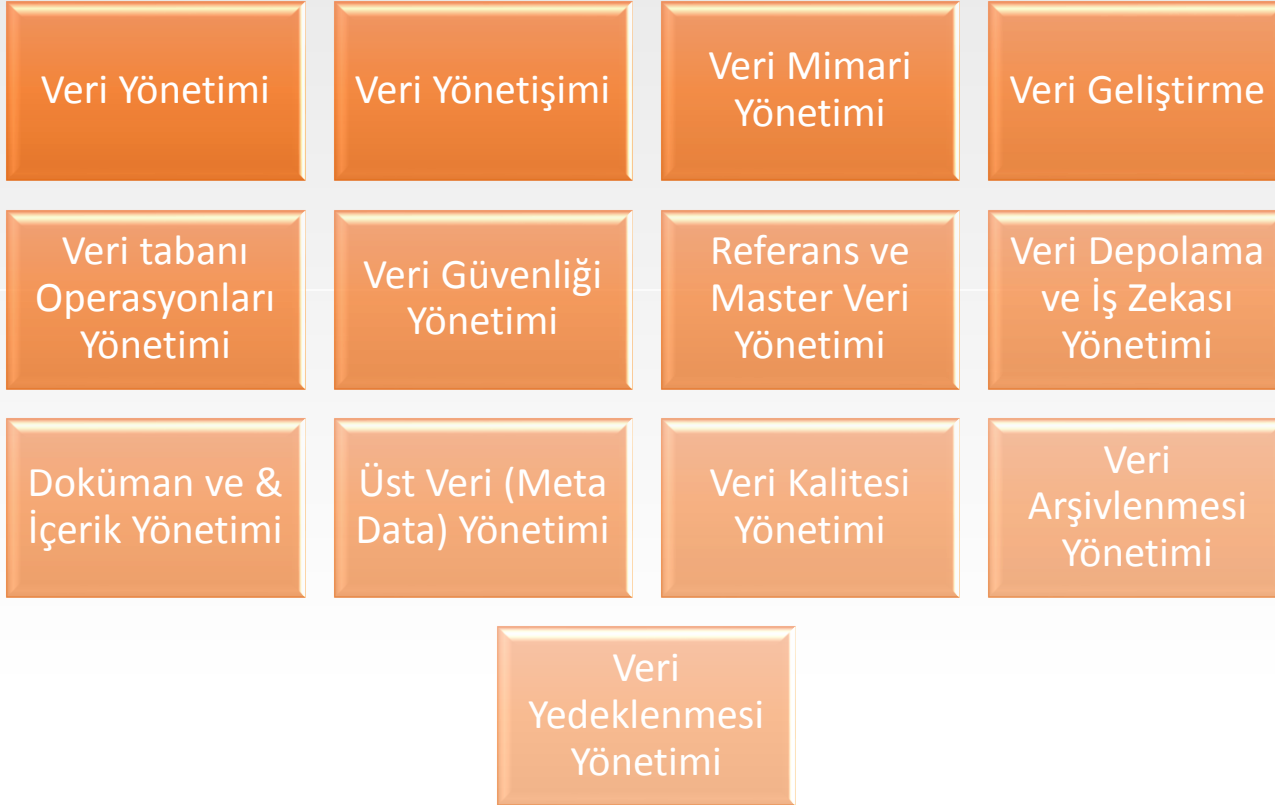 Veri Yönetimi
Veri Yönetişimi
Veri Mimari
Yönetimi
Veri Geliştirme
Veri tabanı
Operasyonları
Yönetimi
Veri Güvenliği
Yönetimi
Referans ve
Master Veri
Yönetimi
Veri Depolama
ve İş Zekası
Yönetimi
Doküman ve &
İçerik Yönetimi
Üst Veri (Meta
Data) Yönetimi
Veri Kalitesi
Yönetimi
Veri
Arşivlenmesi
Yönetimi
Veri
Yedeklenmesi
Yönetimi